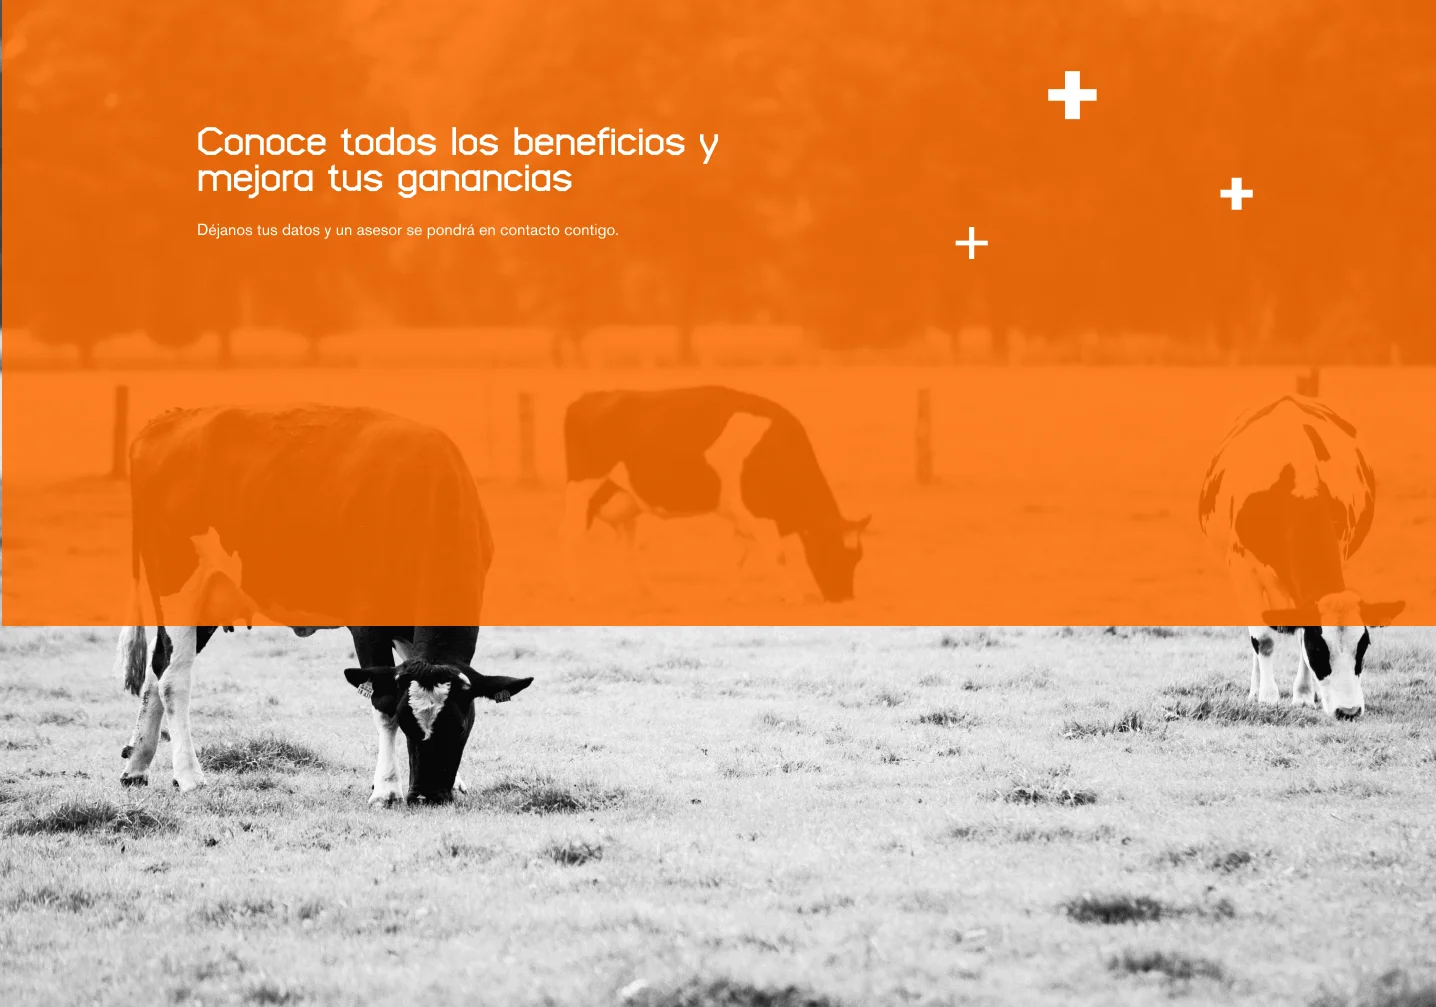 Conoce todos los beneficios y
mejora tus ganancias
Déjanos tus datos y un asesor se pondrá en contacto contigo.